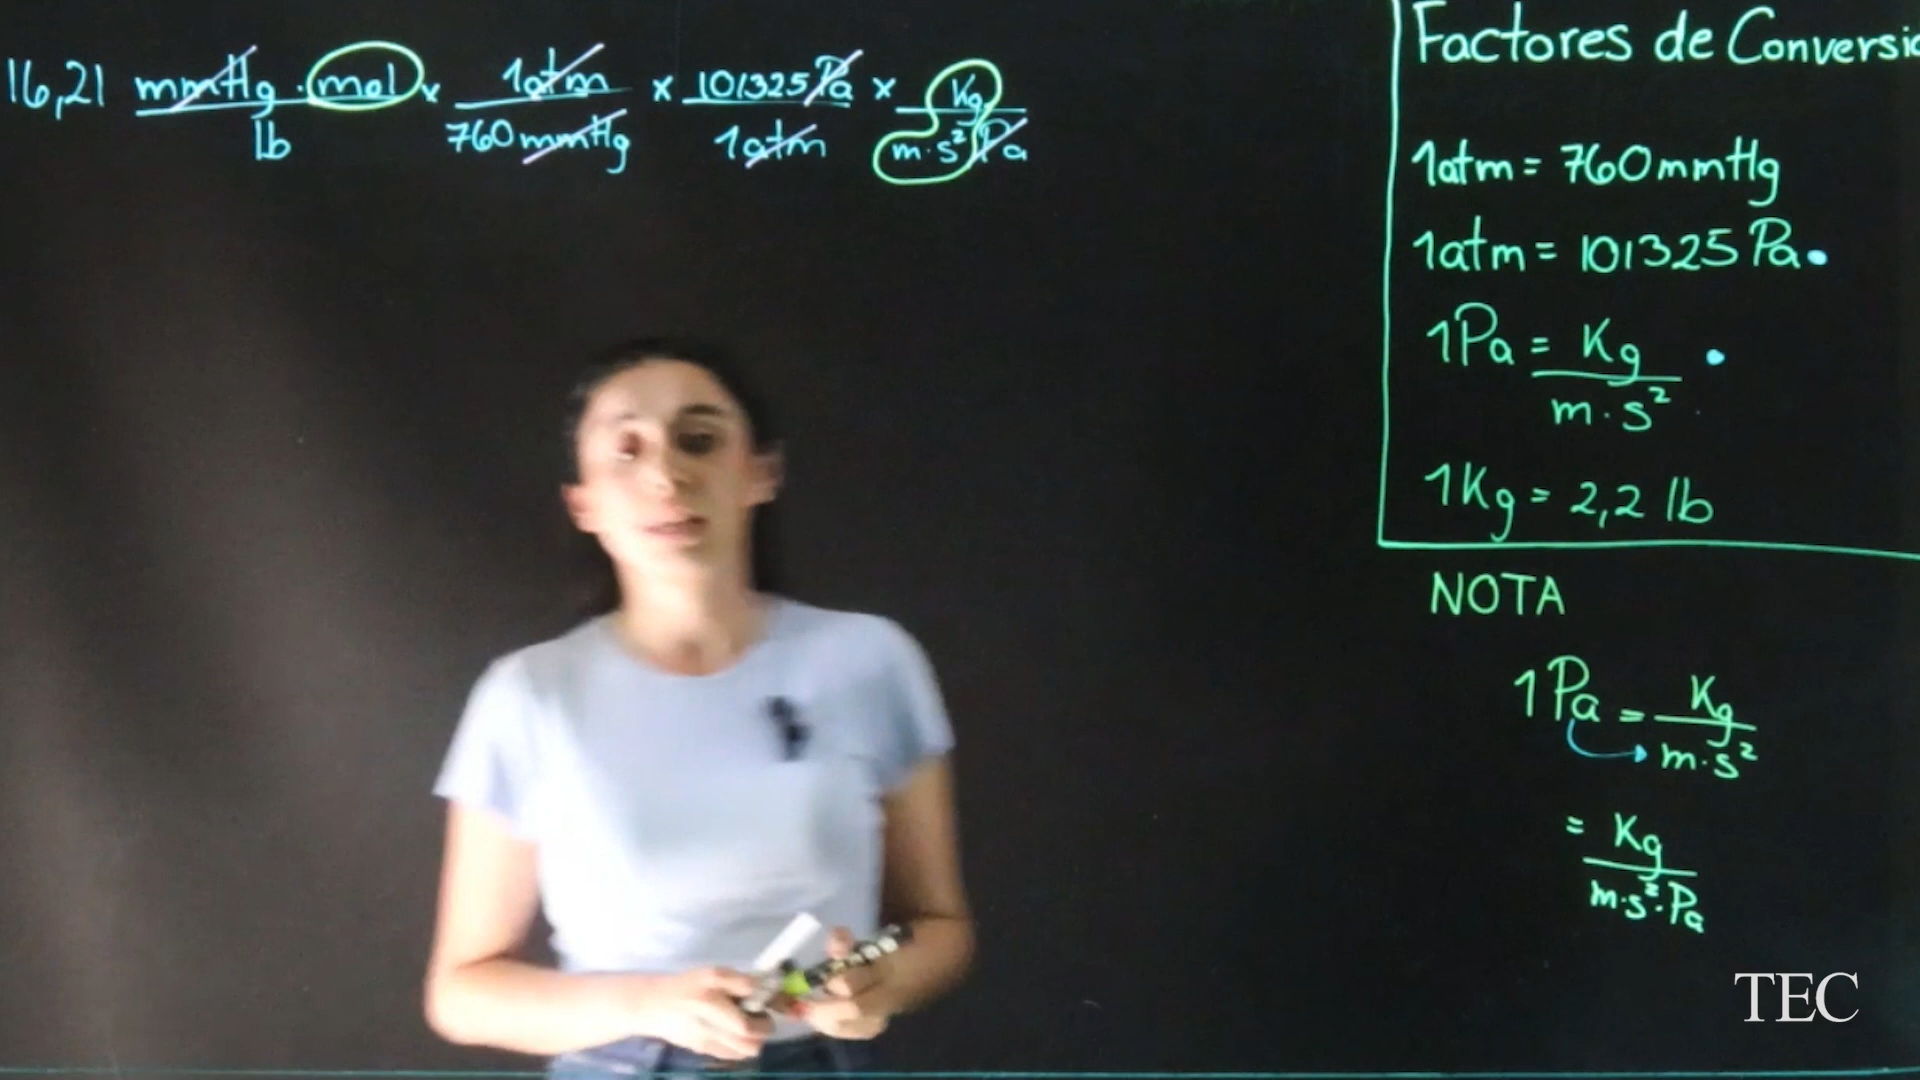 16,21 mmHg · mol / lb x 1atm / 760 mmHg x 101325 Pa / 1atm x Kg / m·s² Pa
Factores de Conversió
1atm = 760 mmHg
1atm = 101325 Pa
1Pa = Kg / m·s²
1Kg = 2,2 lb
NOTA
1Pa = Kg / m·s²
= Kg / m·s²·Pa
TEC